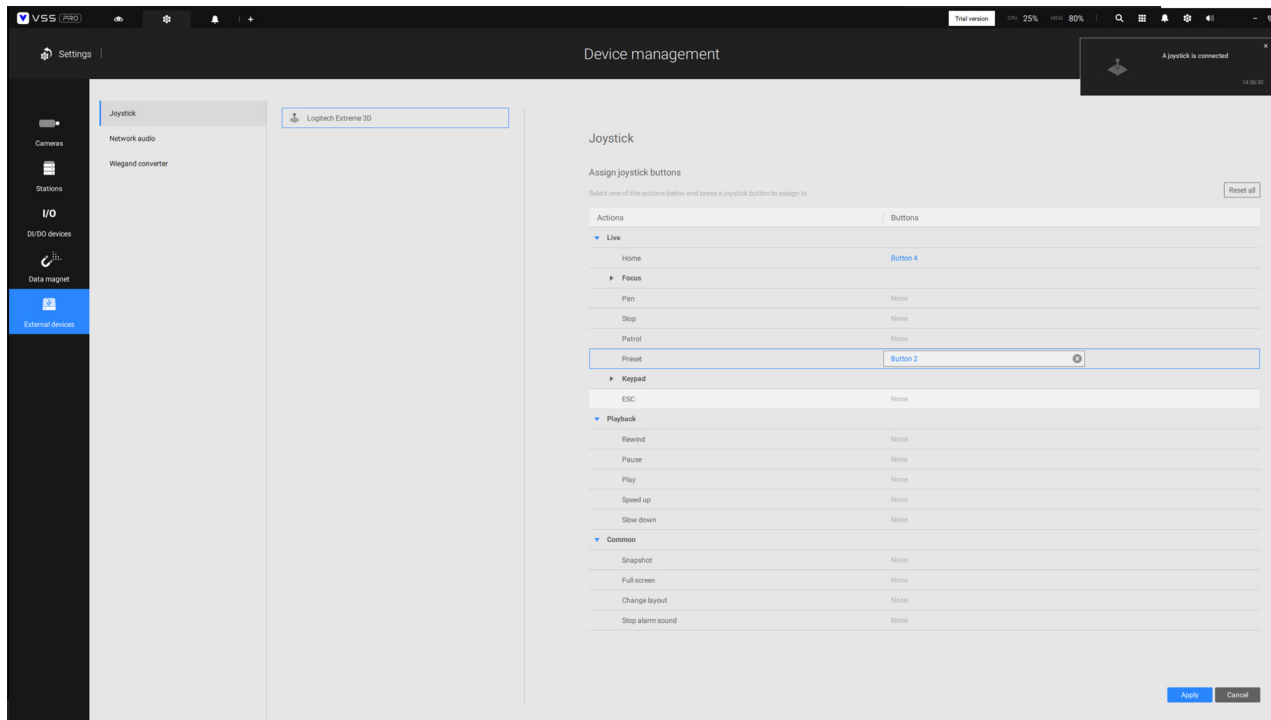 VSS PRO
Trial version CPU 25% MEM 80%
Settings
Device management
A joystick is connected
14:36:30
Cameras
Stations
I/O
DI/DO devices
Data magnet
External devices
Joystick
Network audio
Wiegand converter
Logitech Extreme 3D
Joystick
Assign joystick buttons
Select one of the actions below and press a joystick button to assign to
Reset all
Actions Buttons
Live
Home Button 4
Focus
Pan None
Stop None
Patrol None
Preset Button 2
Keypad
ESC None
Playback
Rewind None
Pause None
Play None
Speed up None
Slow down None
Common
Snapshot None
Full screen None
Change layout None
Stop alarm sound None
Apply Cancel